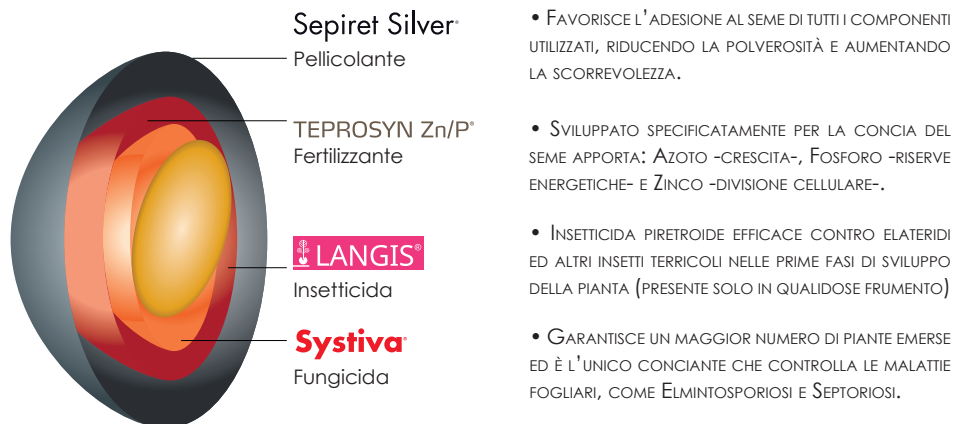 Sepiret Silver®
Pellicolante
• Favorisce l'adesione al seme di tutti i componenti
utilizzati, riducendo la polverosità e aumentando
la scorrevolezza.
TEPROSYN Zn/P®
Fertilizzante
• Sviluppato specificatamente per la concia del
seme apporta: Azoto -crescita-, Fosforo -riserve
energetiche- e Zinco -divisione cellulare-.
LANGIS®
Insetticida
• Insetticida piretroide efficace contro elateridi
ed altri insetti terricoli nelle prime fasi di sviluppo
della pianta (presente solo in qualidose frumento)
Systiva®
Fungicida
• Garantisce un maggior numero di piante emerse
ed è l'unico conciante che controlla le malattie
fogliari, come Elmintosporiosi e Septoriosi.